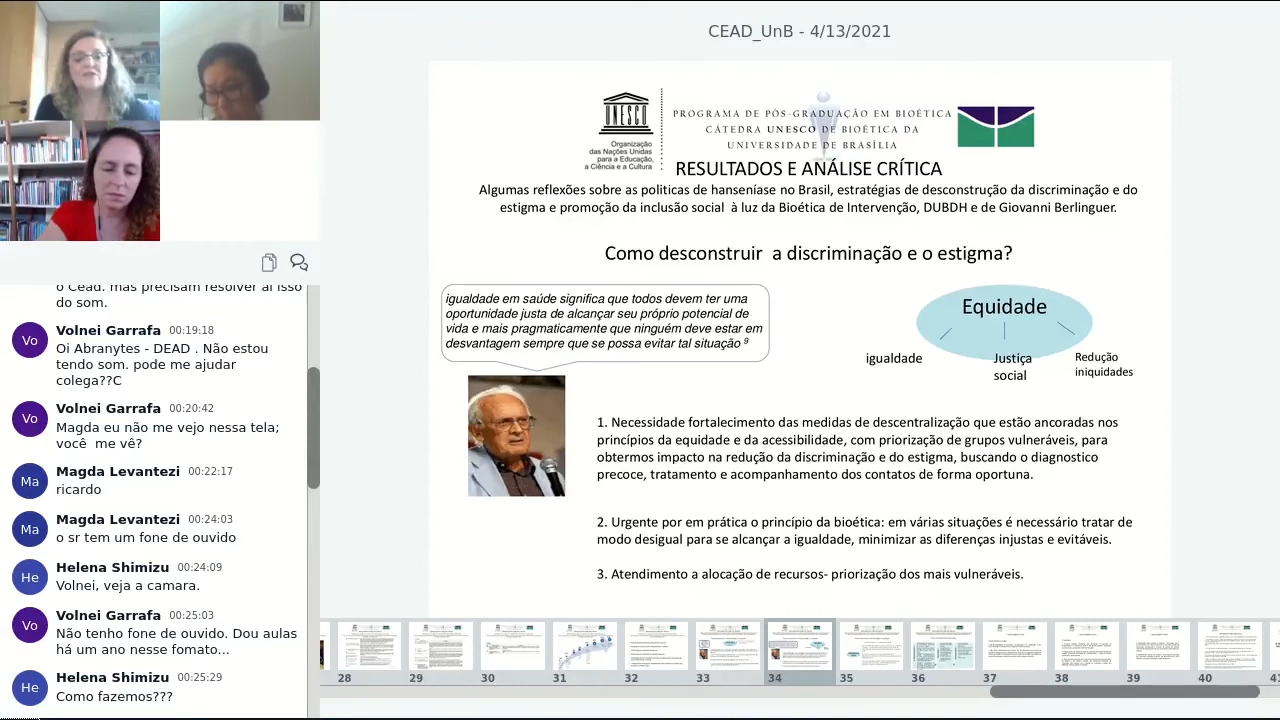 CEAD_UnB - 4/13/2021
UNESCO
Organização
das Nações Unidas
para a Educação,
a Ciência e a Cultura
PROGRAMA DE PÓS-GRADUAÇÃO EM BIOÉTICA
CÁTEDRA UNESCO DE BIOÉTICA DA
UNIVERSIDADE DE BRASÍLIA
RESULTADOS E ANÁLISE CRÍTICA
Algumas reflexões sobre as politicas de hanseníase no Brasil, estratégias de desconstrução da discriminação e do
estigma e promoção da inclusão social à luz da Bioética de Intervenção, DUBDH e de Giovanni Berlinguer.
Como desconstruir a discriminação e o estigma?
igualdade em saúde significa que todos devem ter uma
oportunidade justa de alcançar seu próprio potencial de
vida e mais pragmaticamente que ninguém deve estar em
desvantagem sempre que se possa evitar tal situação ⁹
Equidade
igualdade
Justiça
social
Redução
iniquidades
1. Necessidade fortalecimento das medidas de descentralização que estão ancoradas nos
princípios da equidade e da acessibilidade, com priorização de grupos vulneráveis, para
obtermos impacto na redução da discriminação e do estigma, buscando o diagnostico
precoce, tratamento e acompanhamento dos contatos de forma oportuna.
2. Urgente por em prática o princípio da bioética: em várias situações é necessário tratar de
modo desigual para se alcançar a igualdade, minimizar as diferenças injustas e evitáveis.
3. Atendimento a alocação de recursos- priorização dos mais vulneráveis.
o Cead. mas precisam resolver aí isso
do som.
Vo
Volnei Garrafa 00:19:18
Oi Abranytes - DEAD . Não estou
tendo som. pode me ajudar
colega??C
Vo
Volnei Garrafa 00:20:42
Magda eu não me vejo nessa tela;
você me vê?
Ma
Magda Levantezi 00:22:17
ricardo
Ma
Magda Levantezi 00:24:03
o sr tem um fone de ouvido
He
Helena Shimizu 00:24:09
Volnei, veja a camara.
Vo
Volnei Garrafa 00:25:03
Não tenho fone de ouvido. Dou aulas
há um ano nesse fomato...
He
Helena Shimizu 00:25:29
Como fazemos???
28 29 30 31 32 33 34 35 36 37 38 39 40 41